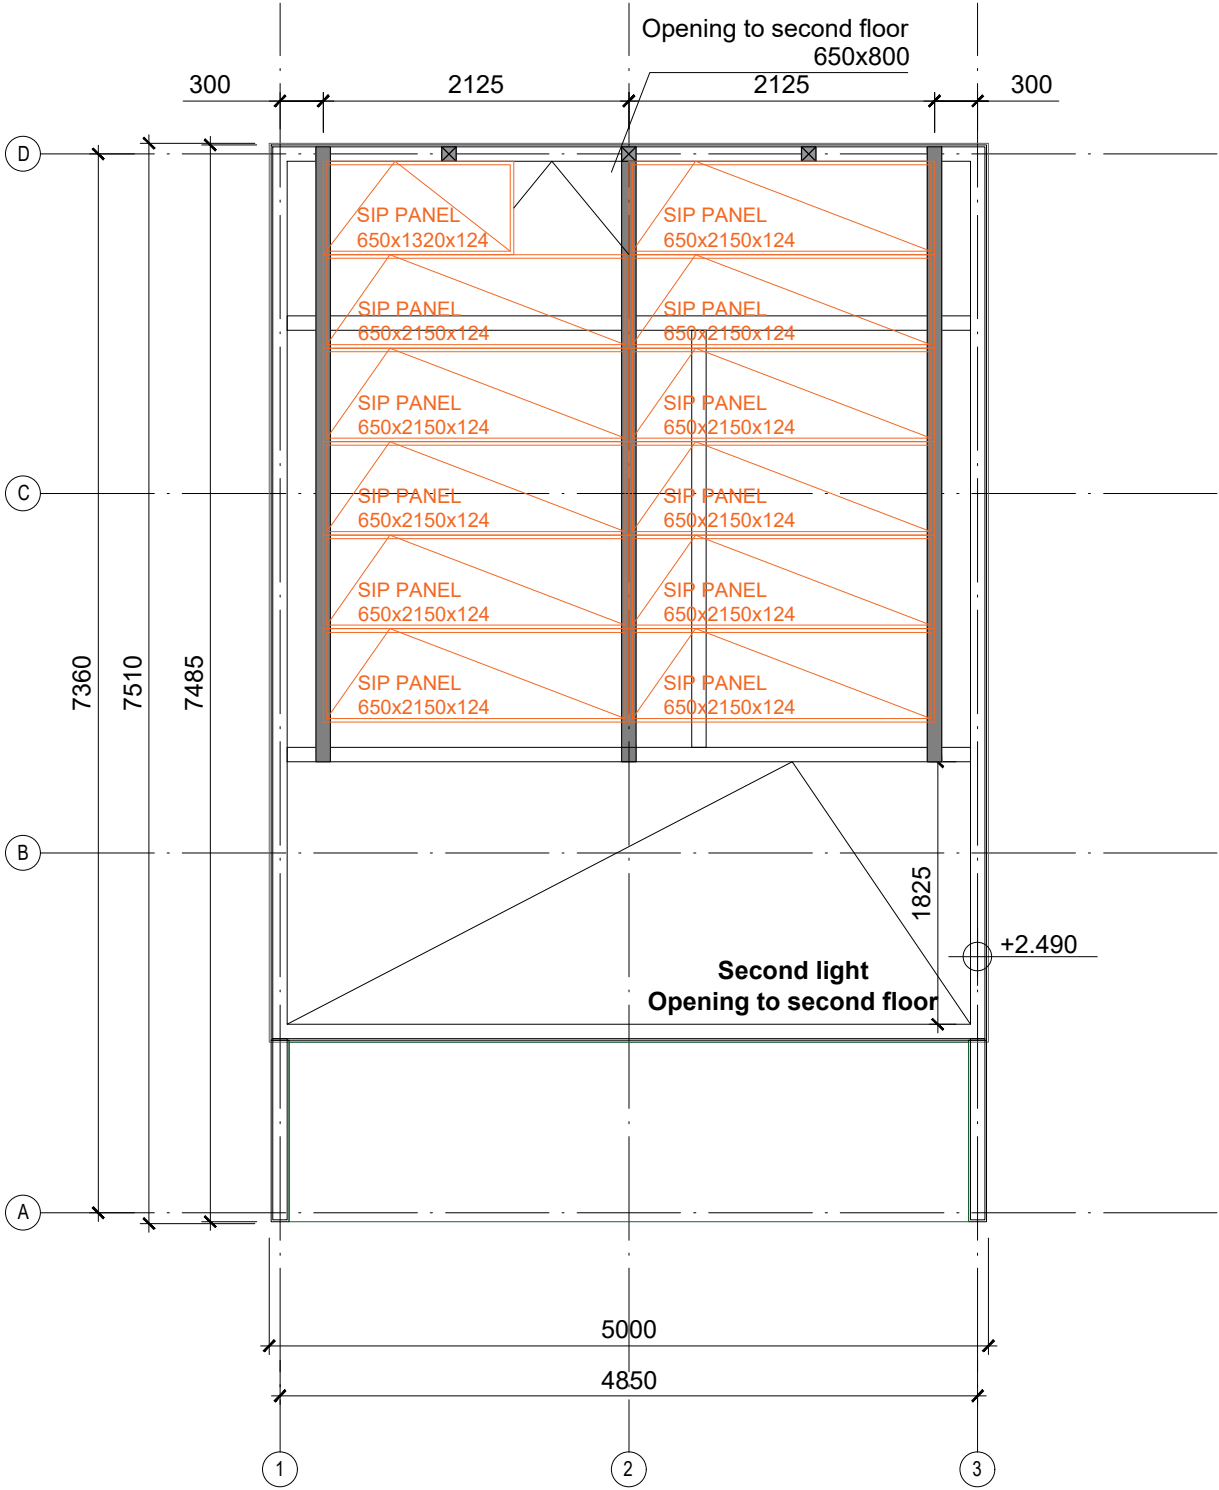 Opening to second floor
650x800
300
2125
2125
300
D
SIP PANEL
650x1320x124
SIP PANEL
650x2150x124
SIP PANEL
650x2150x124
SIP PANEL
650x2150x124
SIP PANEL
650x2150x124
SIP PANEL
650x2150x124
C
SIP PANEL
650x2150x124
SIP PANEL
650x2150x124
SIP PANEL
650x2150x124
SIP PANEL
650x2150x124
SIP PANEL
650x2150x124
SIP PANEL
650x2150x124
7360
7510
7485
B
1825
+2.490
Second light
Opening to second floor
A
5000
4850
1
2
3